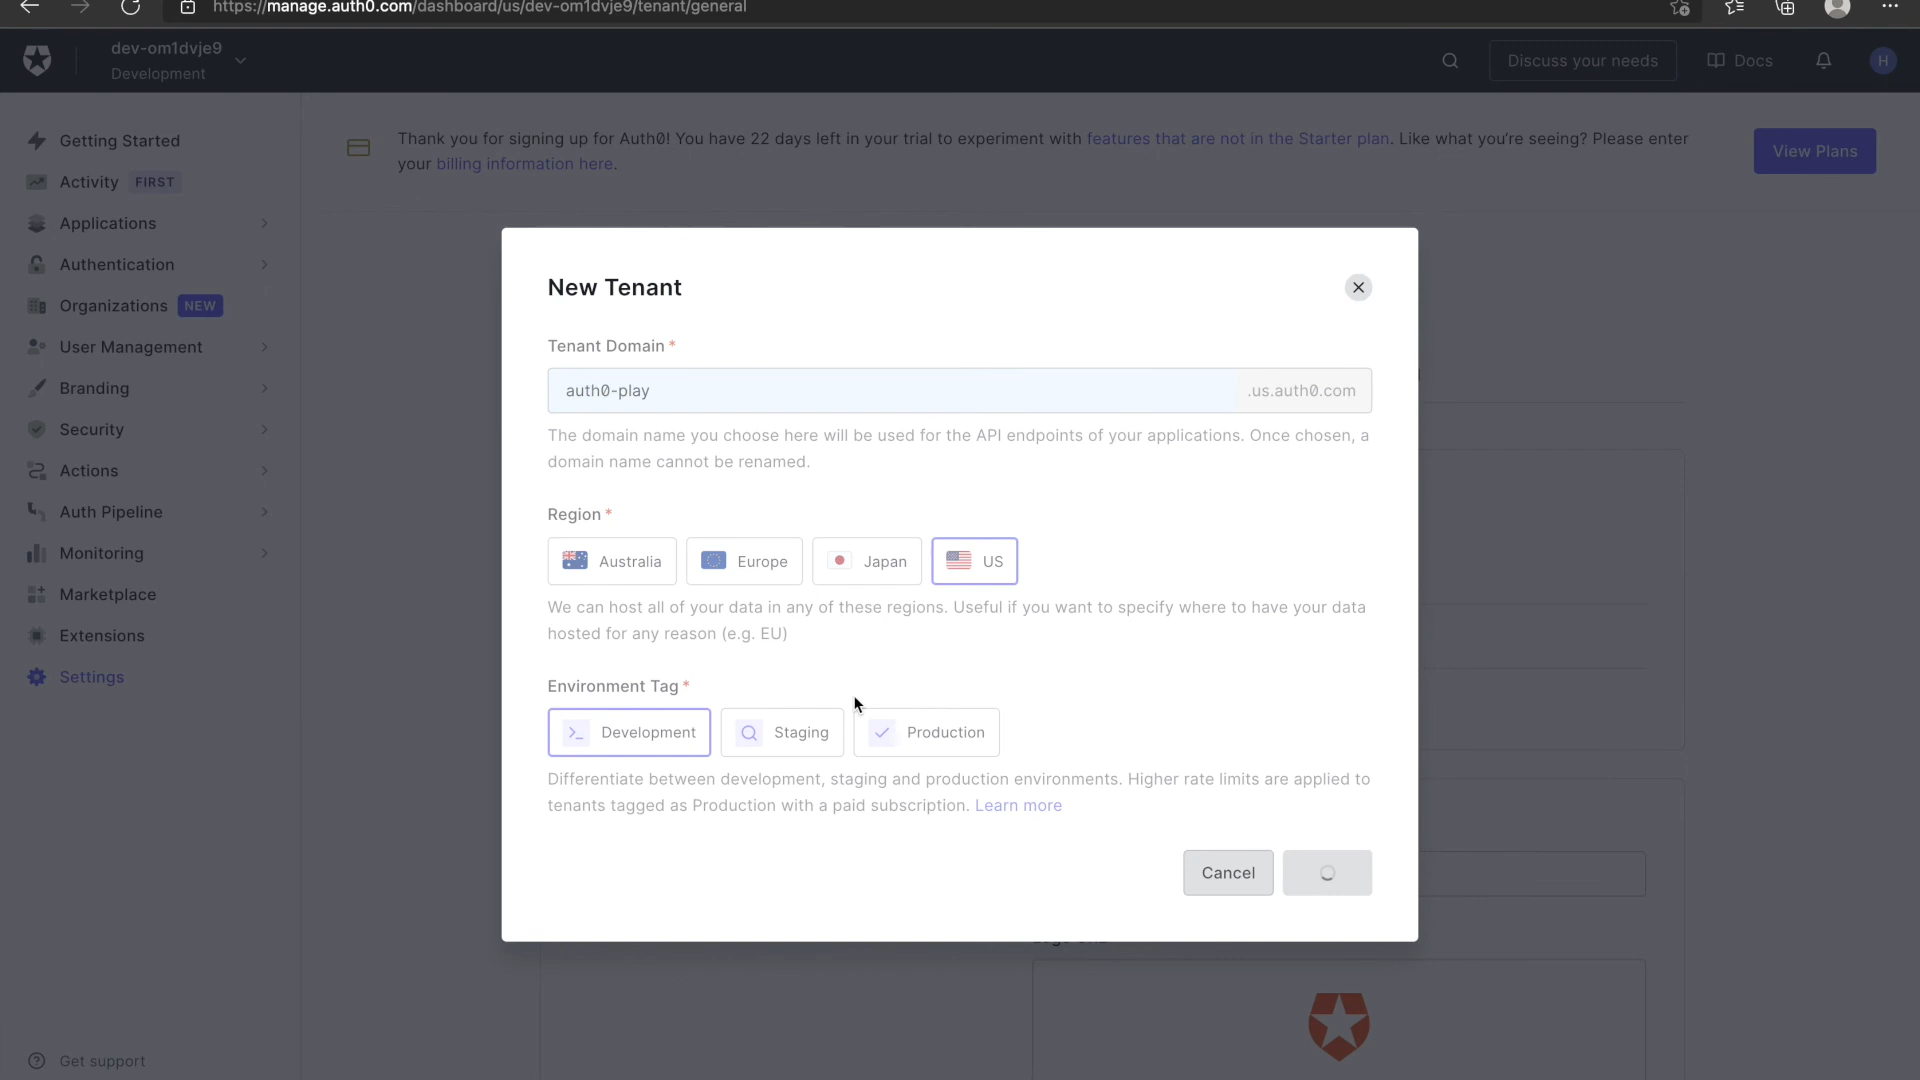 https://manage.auth0.com/dashboard/us/dev-om1dvje9/tenant/general
dev-om1dvje9
Development
Discuss your needs
Docs
H
Getting Started
Activity FIRST
Applications
Authentication
Organizations NEW
User Management
Branding
Security
Actions
Auth Pipeline
Monitoring
Marketplace
Extensions
Settings
Get support
Thank you for signing up for Auth0! You have 22 days left in your trial to experiment with features that are not in the Starter plan. Like what you're seeing? Please enter
your billing information here.
View Plans
New Tenant
Tenant Domain *
auth0-play .us.auth0.com
The domain name you choose here will be used for the API endpoints of your applications. Once chosen, a
domain name cannot be renamed.
Region *
Australia Europe Japan US
We can host all of your data in any of these regions. Useful if you want to specify where to have your data
hosted for any reason (e.g. EU)
Environment Tag *
Development Staging Production
Differentiate between development, staging and production environments. Higher rate limits are applied to
tenants tagged as Production with a paid subscription. Learn more
Cancel